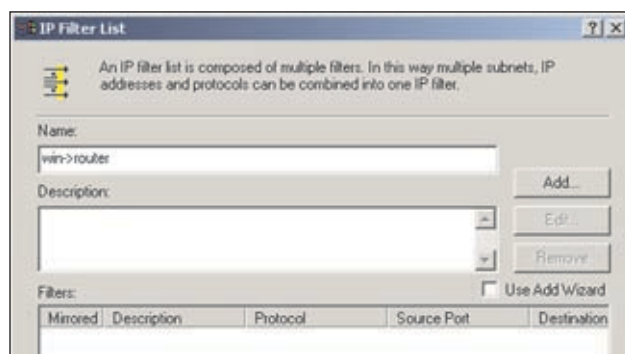 IP Filter List
An IP filter list is composed of multiple filters. In this way multiple subnets, IP
addresses and protocols can be combined into one IP filter.
Name:
win->router
Add...
Description:
Edit...
Remove
Filters:
Use Add Wizard
Mirrored Description Protocol Source Port Destination